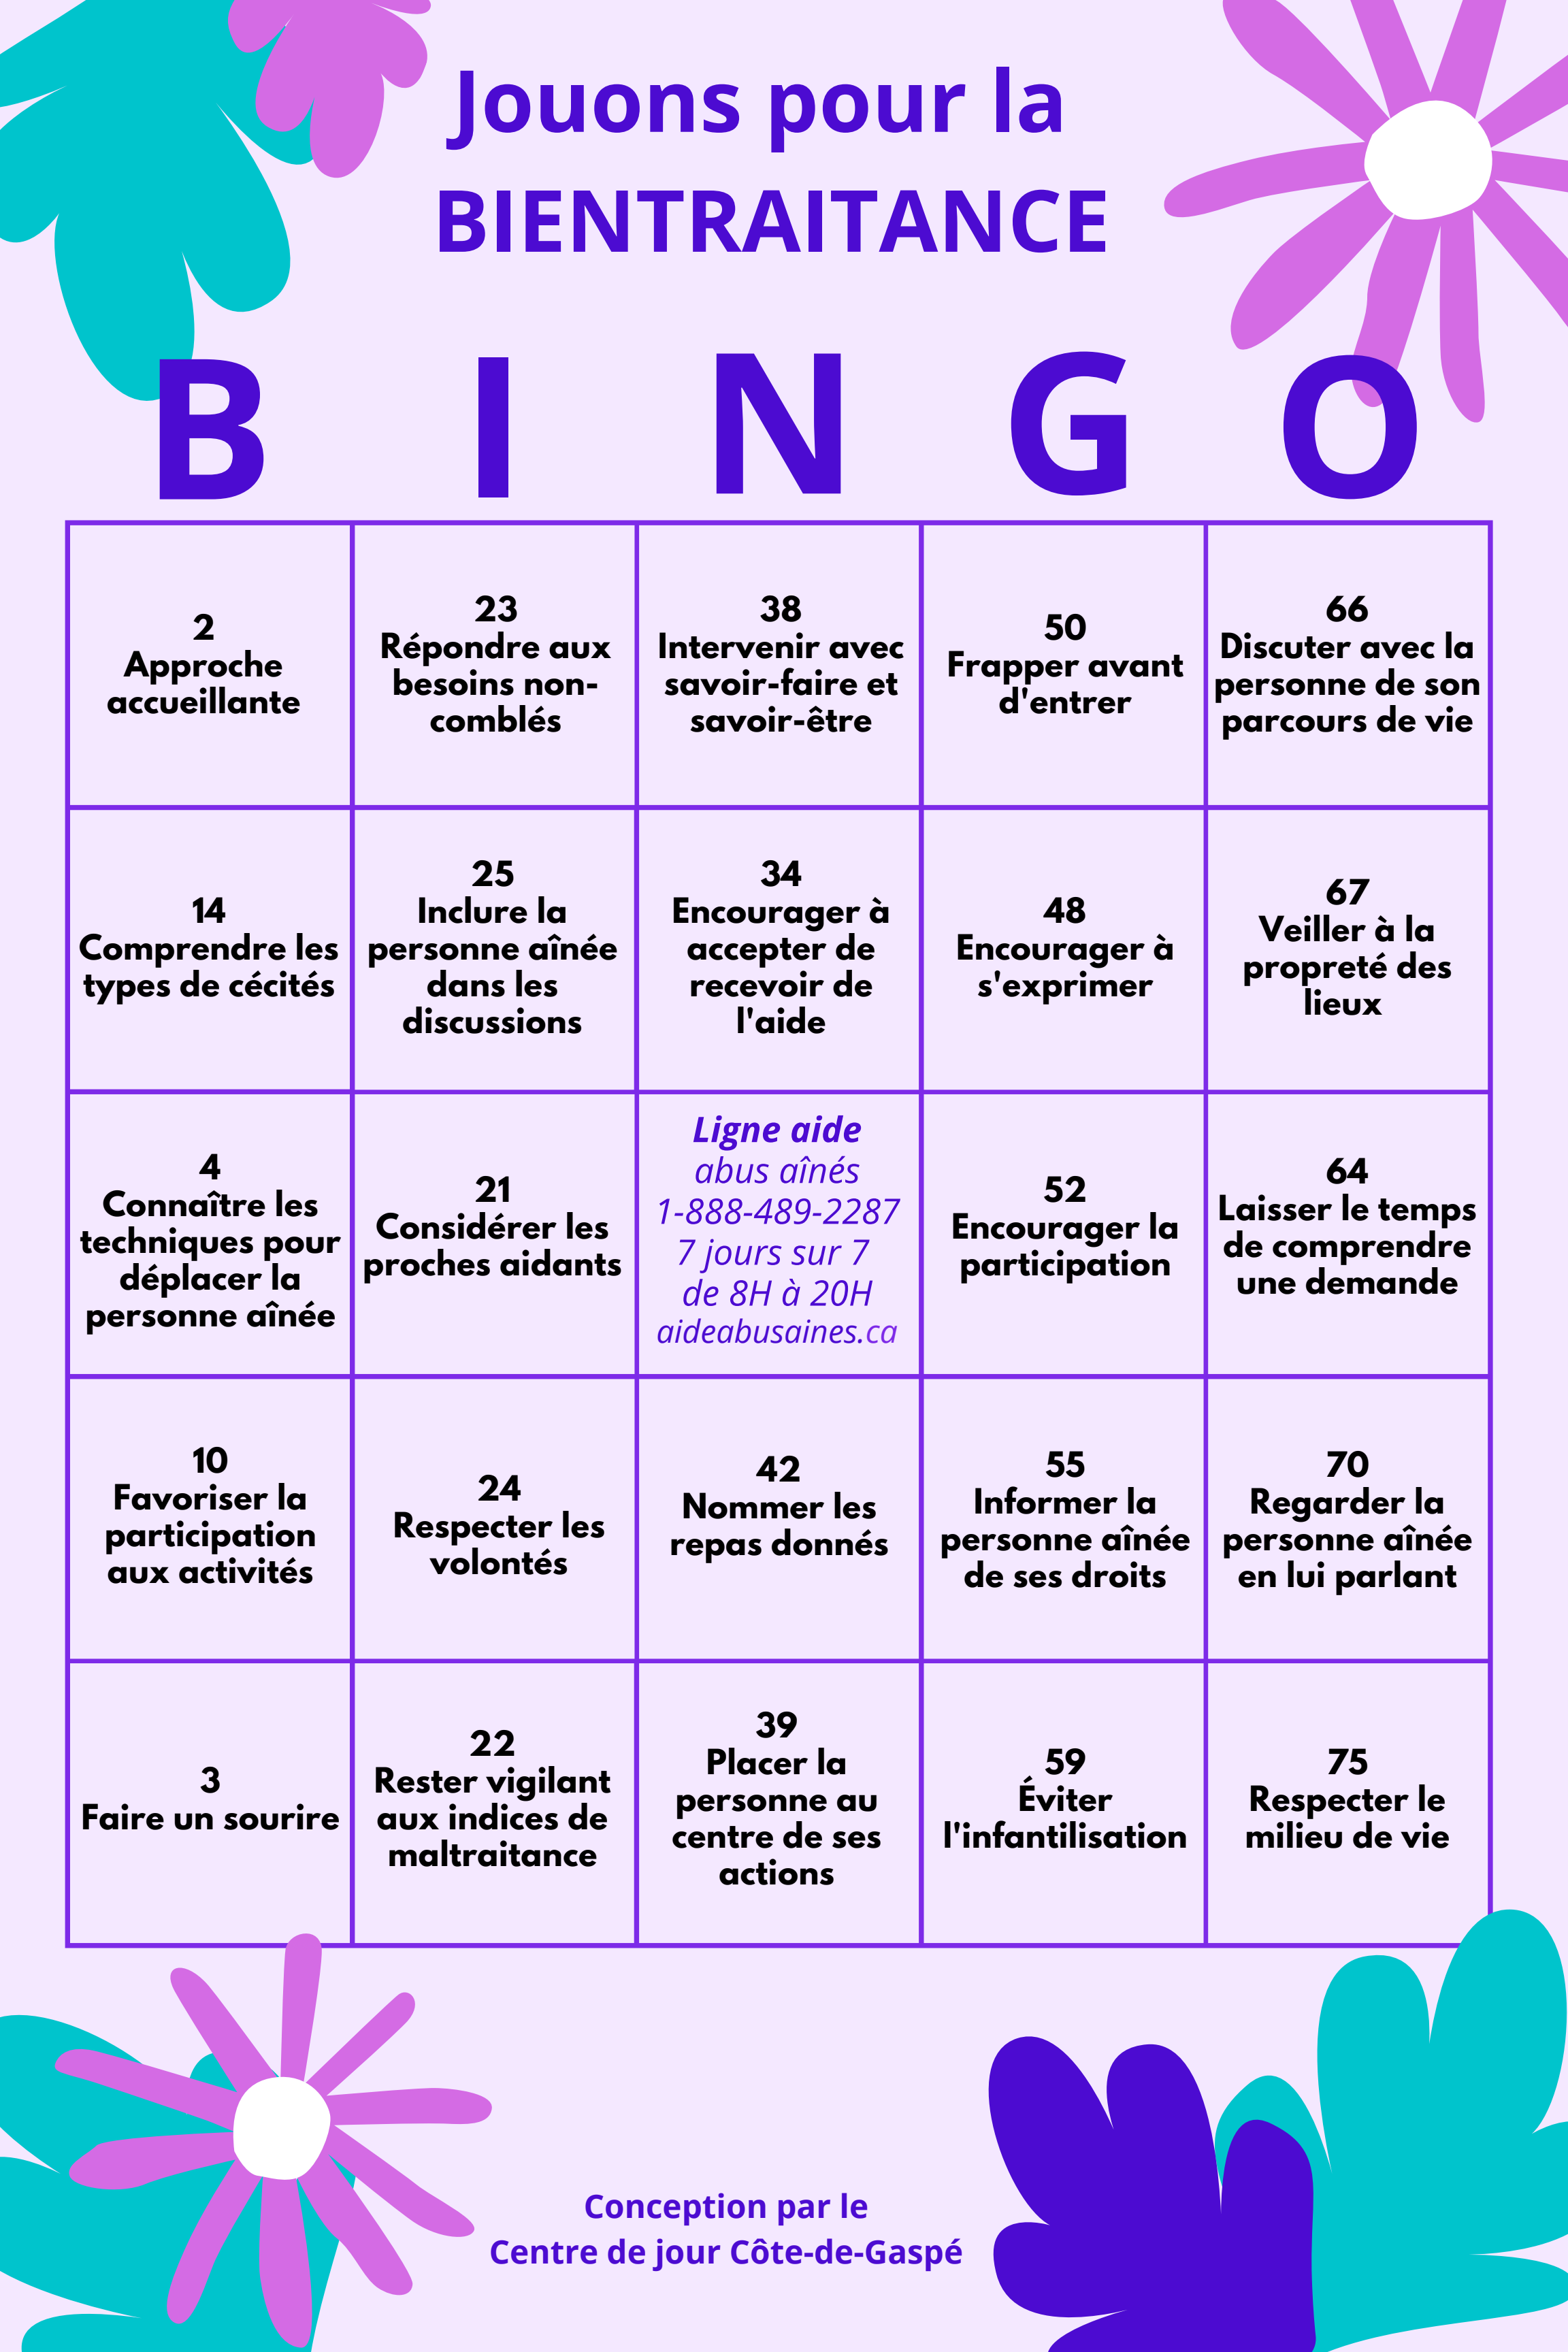 Jouons pour la
BIENTRAITANCE
B I N G O
2
Approche
accueillante
23
Répondre aux
besoins non-
comblés
38
Intervenir avec
savoir-faire et
savoir-être
50
Frapper avant
d'entrer
66
Discuter avec la
personne de son
parcours de vie
14
Comprendre les
types de cécités
25
Inclure la
personne aînée
dans les
discussions
34
Encourager à
accepter de
recevoir de
l'aide
48
Encourager à
s'exprimer
67
Veiller à la
propreté des
lieux
4
Connaître les
techniques pour
déplacer la
personne aînée
21
Considérer les
proches aidants
Ligne aide
abus aînés
1-888-489-2287
7 jours sur 7
de 8H à 20H
aideabusaines.ca
52
Encourager la
participation
64
Laisser le temps
de comprendre
une demande
10
Favoriser la
participation
aux activités
24
Respecter les
volontés
42
Nommer les
repas donnés
55
Informer la
personne aînée
de ses droits
70
Regarder la
personne aînée
en lui parlant
3
Faire un sourire
22
Rester vigilant
aux indices de
maltraitance
39
Placer la
personne au
centre de ses
actions
59
Éviter
l'infantilisation
75
Respecter le
milieu de vie
Conception par le
Centre de jour Côte-de-Gaspé